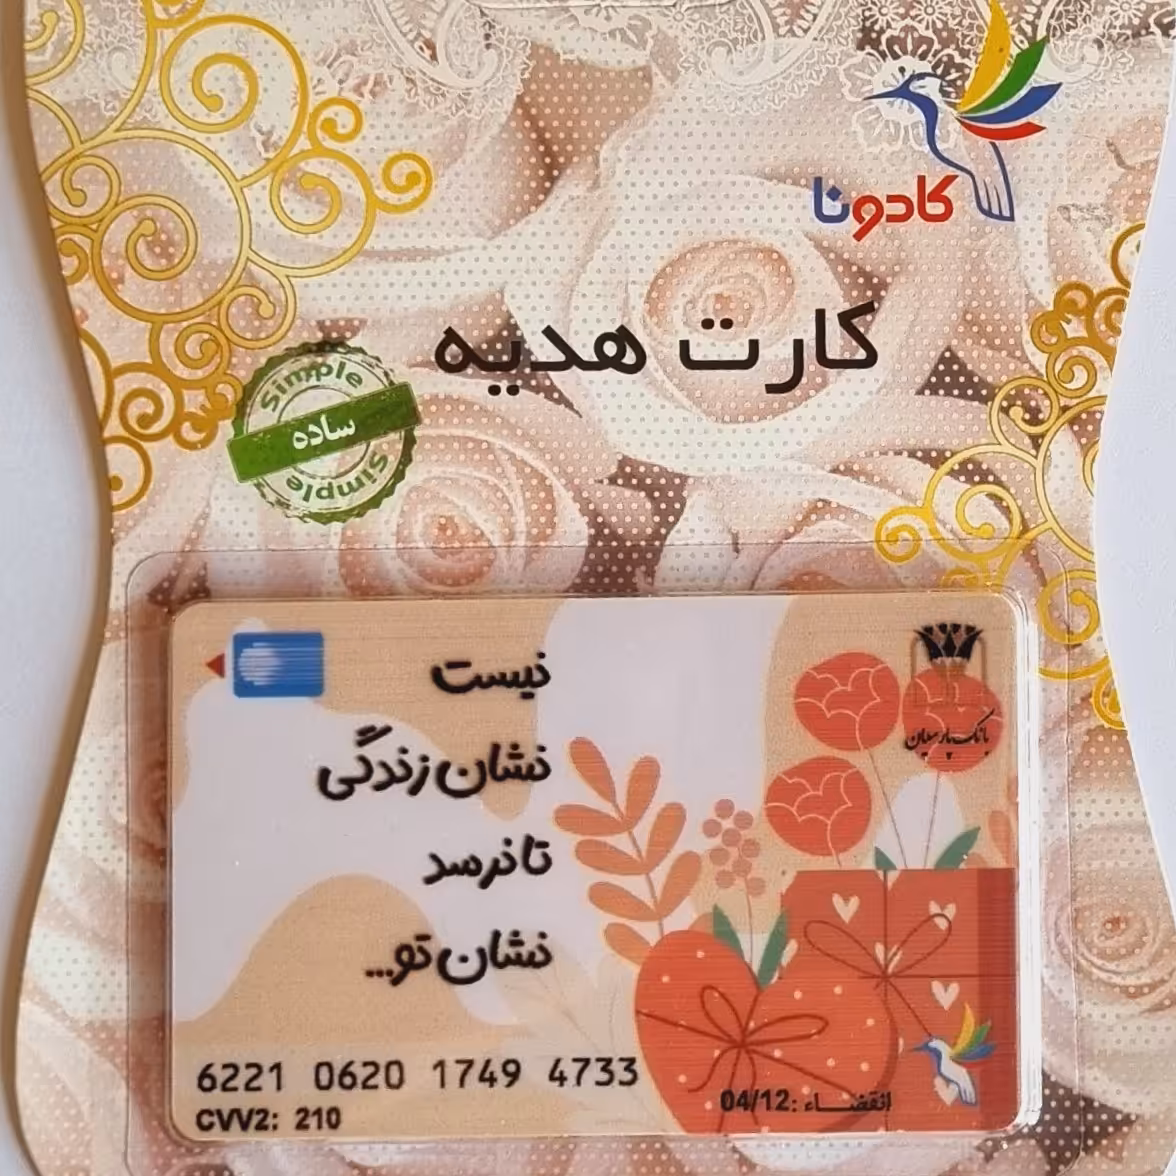 کادونا
کارت هدیه
Simple
ساده
Simple
بانک پارسیان
نیست
نشان زندگی
تا نرسد
نشان تو...
6221 0620 1749 4733
CVV2: 210
انقضاء: 04/12